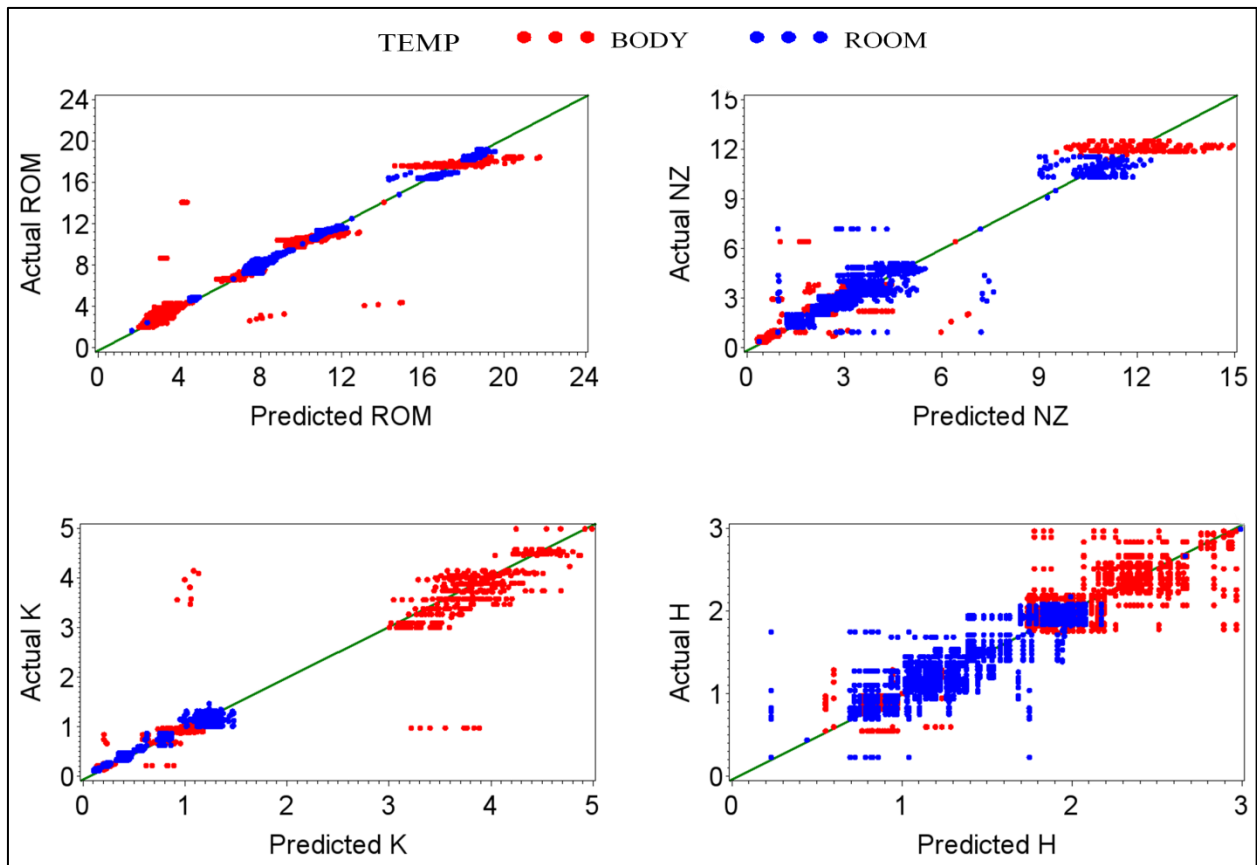 TEMP BODY ROOM
Actual ROM
24
20
16
12
8
4
0
0 4 8 12 16 20 24
Predicted ROM
Actual NZ
15
12
9
6
3
0
0 3 6 9 12 15
Predicted NZ
Actual K
5
4
3
2
1
0
0 1 2 3 4 5
Predicted K
Actual H
3
2
1
0
0 1 2 3
Predicted H